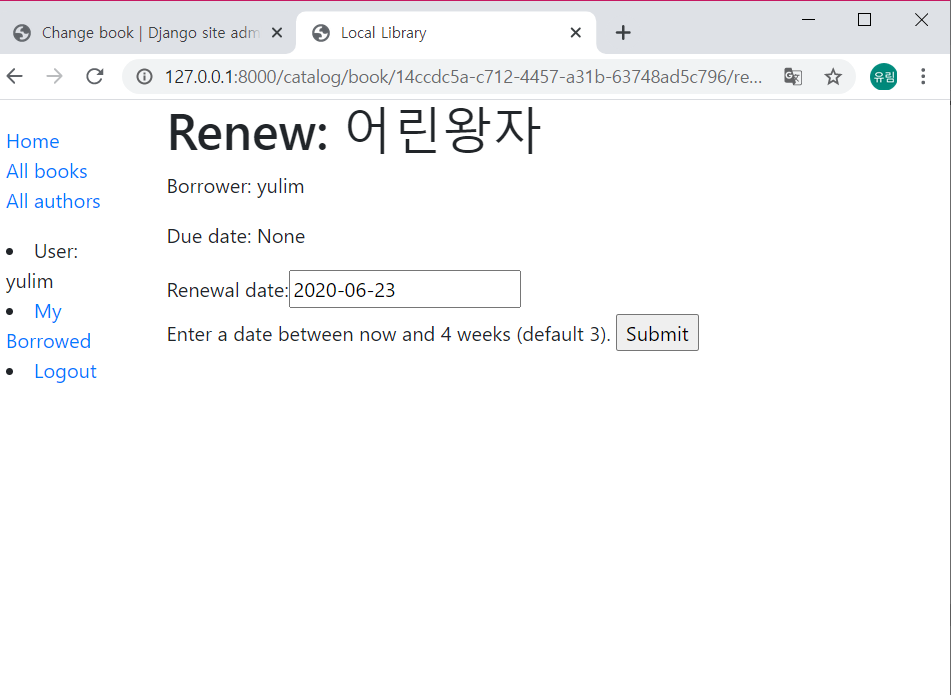 Change book | Django site adm
Local Library
127.0.0.1:8000/catalog/book/14ccdc5a-c712-4457-a31b-63748ad5c796/re...
유림
Home
All books
All authors
User:
yulim
My
Borrowed
Logout
Renew: 어린왕자
Borrower: yulim
Due date: None
Renewal date: 2020-06-23
Enter a date between now and 4 weeks (default 3). Submit